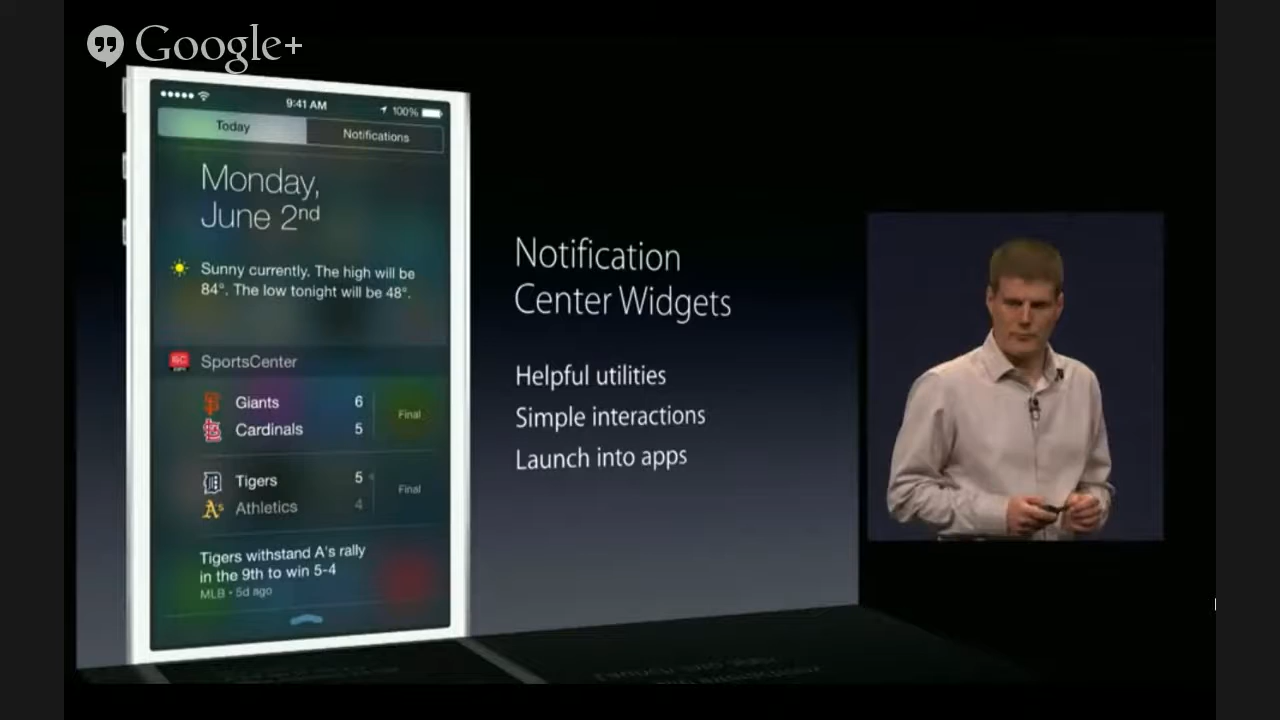 Google+
9:41 AM
100%
Today
Notifications
Monday,
June 2nd
Sunny currently. The high will be
84°. The low tonight will be 48°.
SportsCenter
Giants 6
Cardinals 5
Final
Tigers 5
Athletics 4
Final
Tigers withstand A's rally
in the 9th to win 5-4
MLB • 5d ago
Notification
Center Widgets
Helpful utilities
Simple interactions
Launch into apps